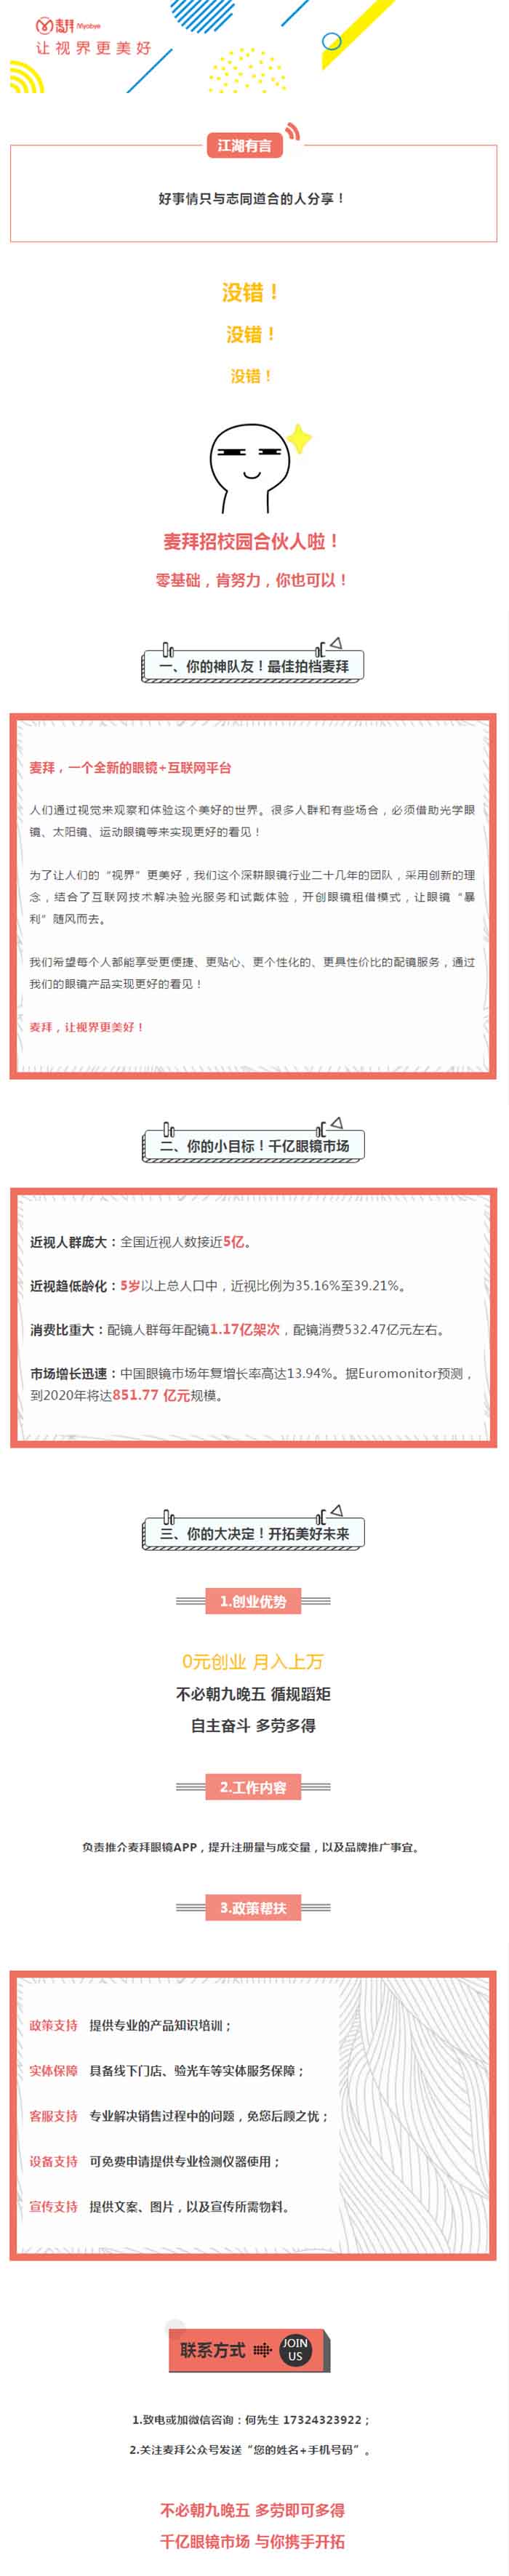 麦拜 Myobye
让视界更美好
江湖有言
好事情只与志同道合的人分享！
没错！
没错！
没错！
麦拜招校园合伙人啦！
零基础，肯努力，你也可以！
一、你的神队友！最佳拍档麦拜
麦拜，一个全新的眼镜+互联网平台
人们通过视觉来观察和体验这个美好的世界。很多人群和有些场合，必须借助光学眼
镜、太阳镜、运动眼镜等来实现更好的看见！
为了让人们的“视界”更美好，我们这个深耕眼镜行业二十几年的团队，采用创新的理
念，结合了互联网技术解决验光服务和试戴体验，开创眼镜租借模式，让眼镜“暴
利”随风而去。
我们希望每个人都能享受更便捷、更贴心、更个性化的、更具性价比的配镜服务，通过
我们的眼镜产品实现更好的看见！
麦拜，让视界更美好！
二、你的小目标！千亿眼镜市场
近视人群庞大：全国近视人数接近5亿。
近视趋低龄化：5岁以上总人口中，近视比例为35.16%至39.21%。
消费比重大：配镜人群每年配镜1.17亿架次，配镜消费532.47亿元左右。
市场增长迅速：中国眼镜市场年复增长率高达13.94%。据Euromonitor预测，
到2020年将达851.77 亿元规模。
三、你的大决定！开拓美好未来
1.创业优势
0元创业 月入上万
不必朝九晚五 循规蹈矩
自主奋斗 多劳多得
2.工作内容
负责推介麦拜眼镜APP，提升注册量与成交量，以及品牌推广事宜。
3.政策帮扶
政策支持 提供专业的产品知识培训；
实体保障 具备线下门店、验光车等实体服务保障；
客服支持 专业解决销售过程中的问题，免您后顾之忧；
设备支持 可免费申请提供专业检测仪器使用；
宣传支持 提供文案、图片，以及宣传所需物料。
联系方式 JOIN
US
1.致电或加微信咨询：何先生 17324323922；
2.关注麦拜公众号发送“您的姓名+手机号码”。
不必朝九晚五 多劳即可多得
千亿眼镜市场 与你携手开拓